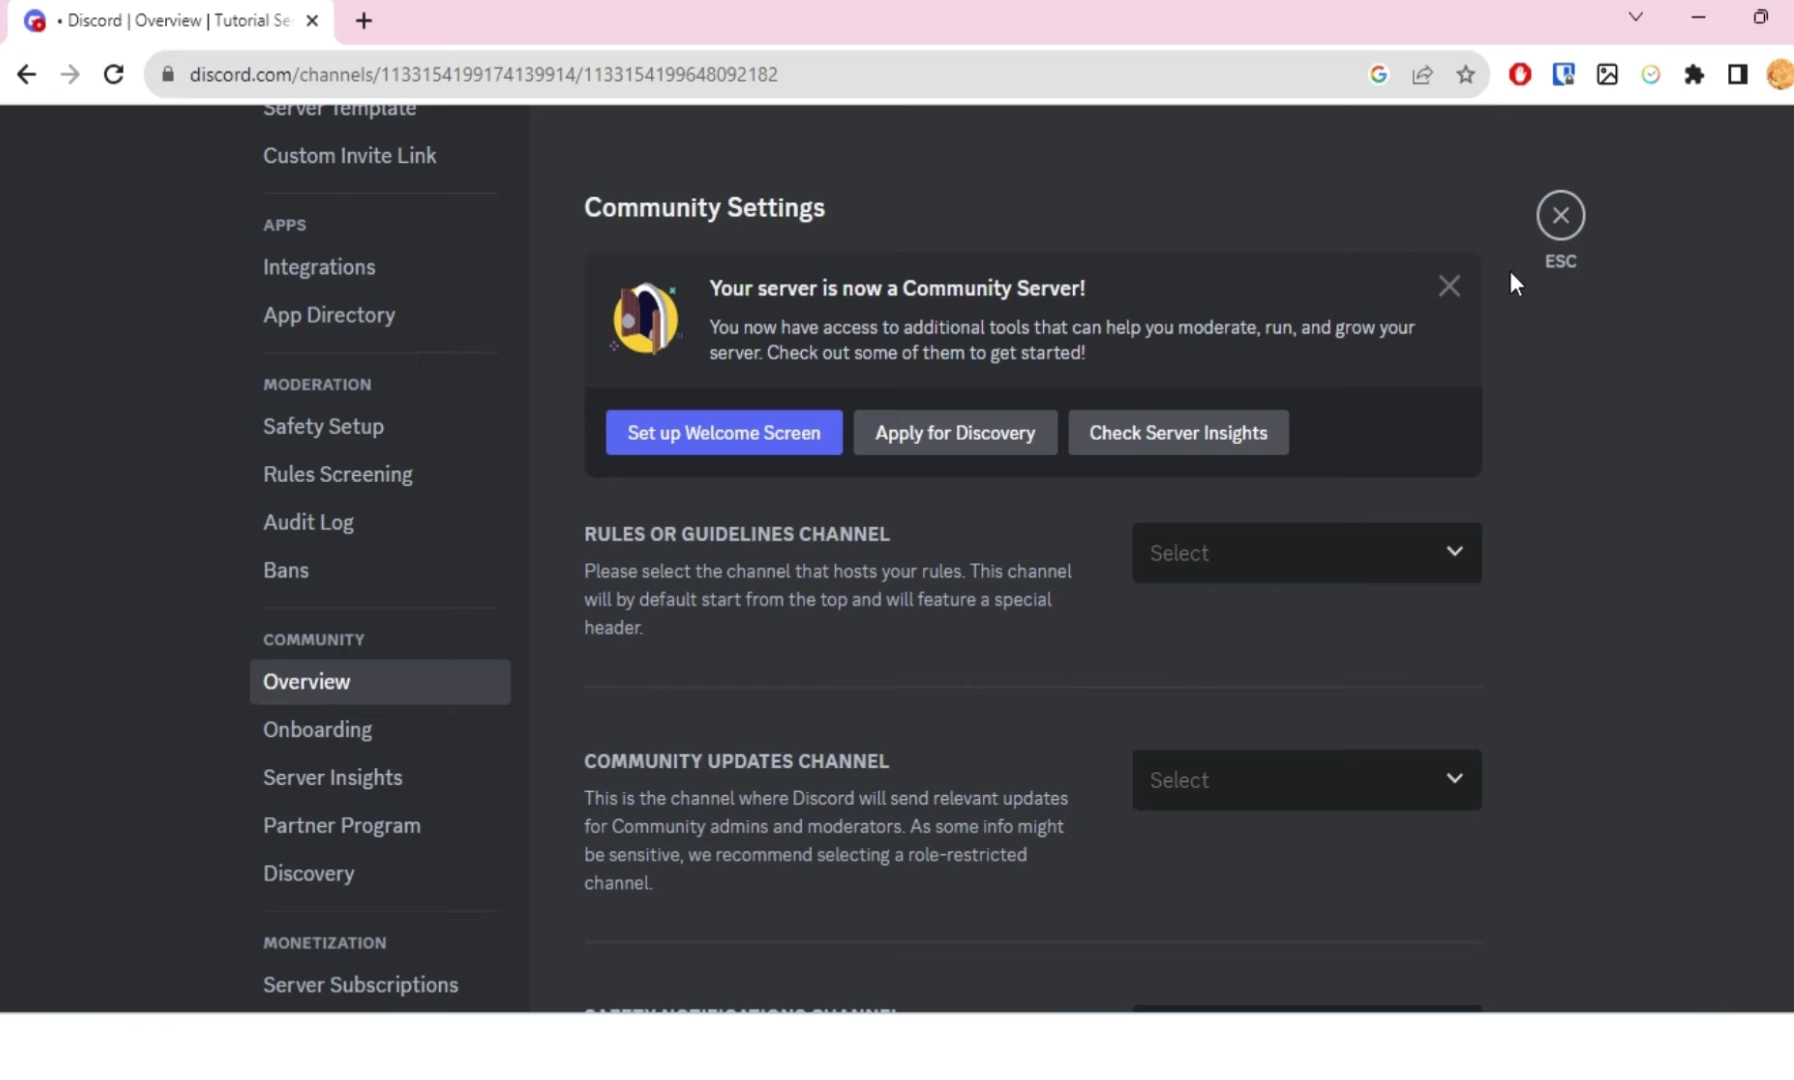 • Discord | Overview | Tutorial Se
discord.com/channels/1133154199174139914/1133154199648092182
Server Template
Custom Invite Link
APPS
Integrations
App Directory
MODERATION
Safety Setup
Rules Screening
Audit Log
Bans
COMMUNITY
Overview
Onboarding
Server Insights
Partner Program
Discovery
MONETIZATION
Server Subscriptions
Community Settings
ESC
Your server is now a Community Server!
You now have access to additional tools that can help you moderate, run, and grow your
server. Check out some of them to get started!
Set up Welcome Screen Apply for Discovery Check Server Insights
RULES OR GUIDELINES CHANNEL
Select
Please select the channel that hosts your rules. This channel
will by default start from the top and will feature a special
header.
COMMUNITY UPDATES CHANNEL
Select
This is the channel where Discord will send relevant updates
for Community admins and moderators. As some info might
be sensitive, we recommend selecting a role-restricted
channel.
SAFETY NOTIFICATIONS CHANNEL